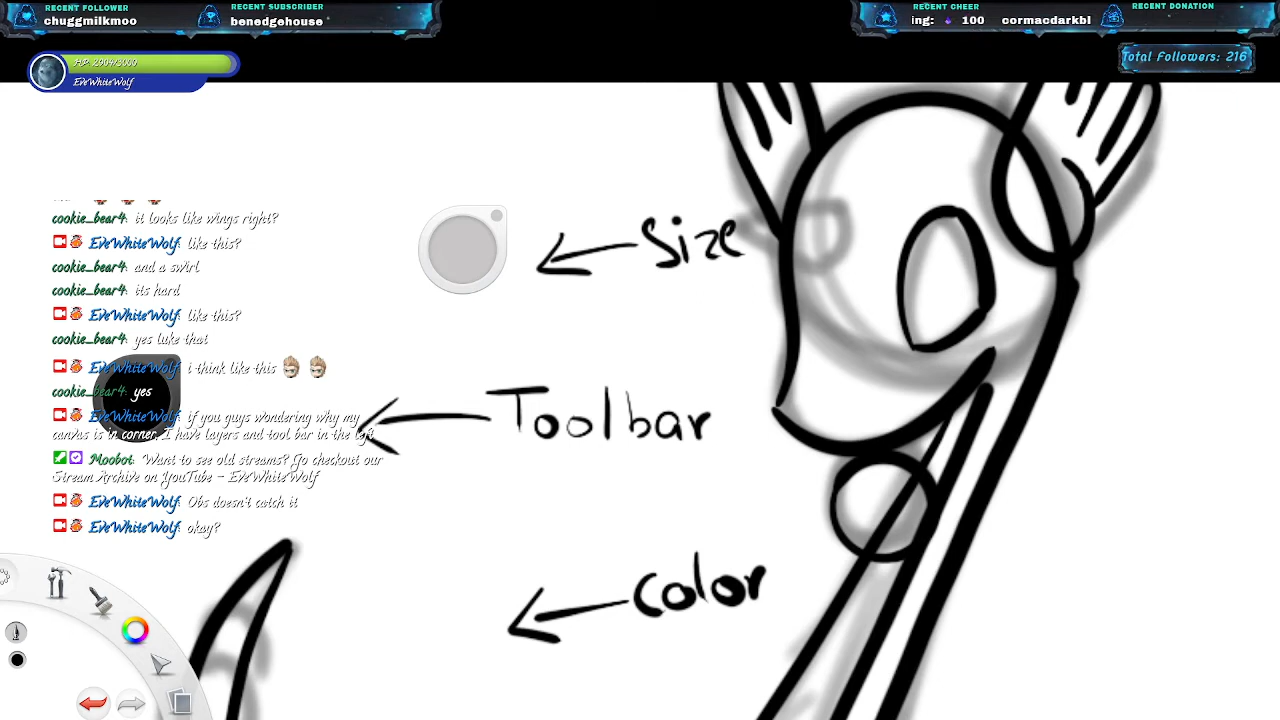 RECENT FOLLOWER
chuggmilkmoo
RECENT SUBSCRIBER
benedgehouse
RECENT CHEER
ing: 100 cormacdarkbl
RECENT DONATION
HP: 2904/3000
EveWhiteWolf
Total Followers: 216
cookie_bear4: it looks like wings right?
EveWhiteWolf: like this?
cookie_bear4: and a swirl
cookie_bear4: its hard
EveWhiteWolf: like this?
cookie_bear4: yes luke that
EveWhiteWolf: i think like this
cookie_bear4: yes
EveWhiteWolf: if you guys wondering why my
canvas is in corner. I have layers and tool bar in the left
Moobot: Want to see old streams? Go checkout our
Stream Archive on YouTube - EveWhiteWolf
EveWhiteWolf: Obs doesn't catch it
EveWhiteWolf: okay?
Size
Toolbar
color